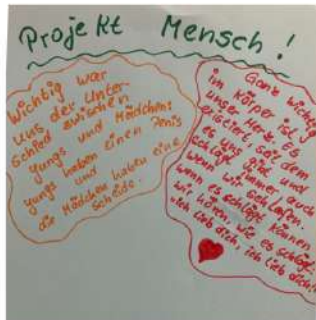 Projekt Mensch!
Wichtig war
uns der Unter-
schied zwischen
Jungs und Mädchen:
Jungs haben einen Penis
und
die Mädchen haben eine
Scheide.
Ganz wichtig
im Körper ist
unser Herz. Es
existiert, seit dem
es uns gibt und
schlägt immer auch
wenn wir schlafen.
Wenn es schlägt können
wir hören, wie es schlägt:
ich lieb dich, ich lieb dich!